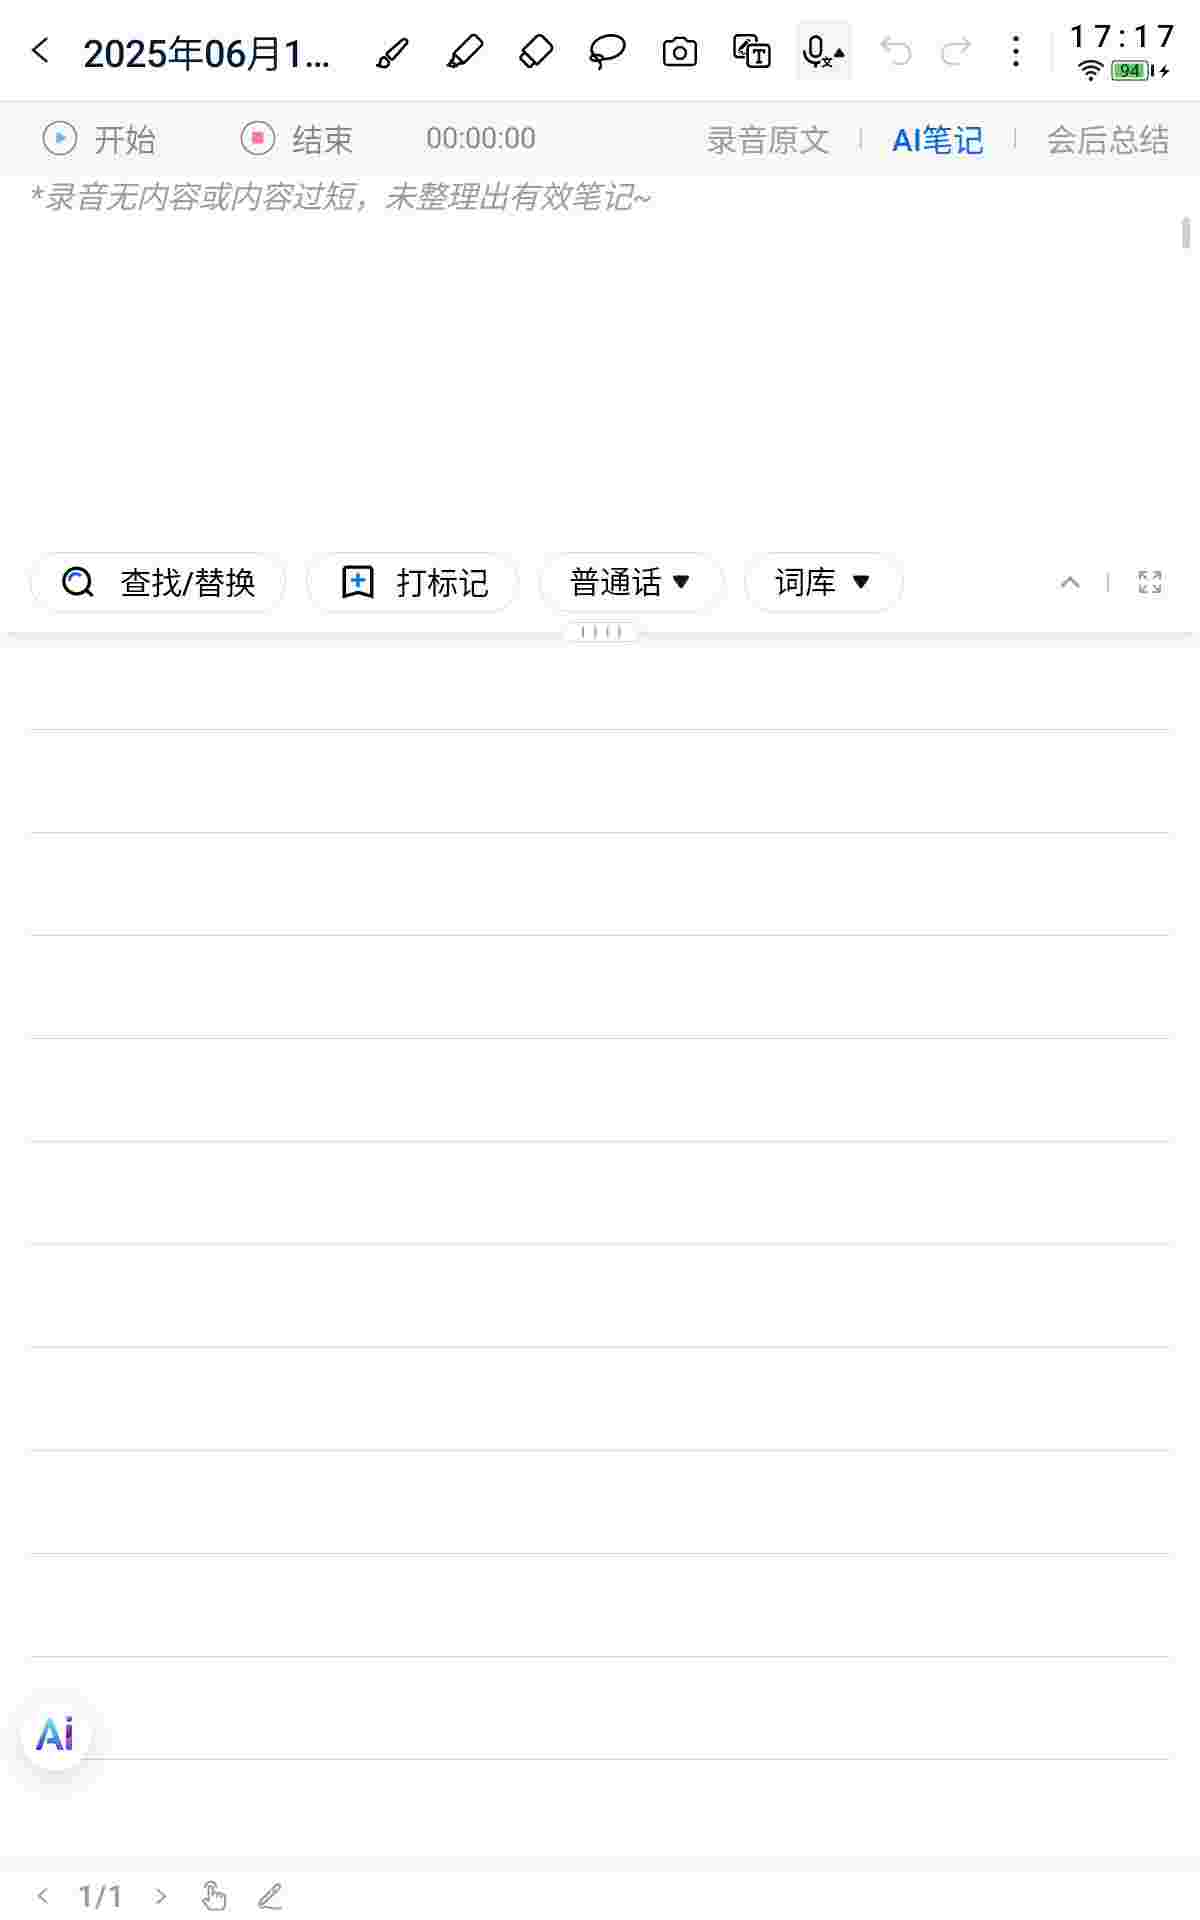 2025年06月1...
17:17
94
开始 结束 00:00:00 录音原文 AI笔记 会后总结
*录音无内容或内容过短，未整理出有效笔记~
查找/替换 打标记 普通话 词库
Ai
1/1